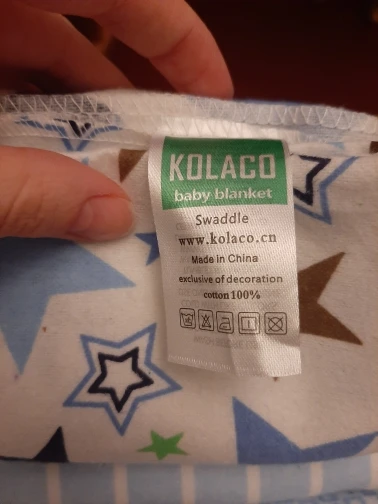 KOLACO
baby blanket
Swaddle
www.kolaco.cn
Made in China
exclusive of decoration
cotton 100%